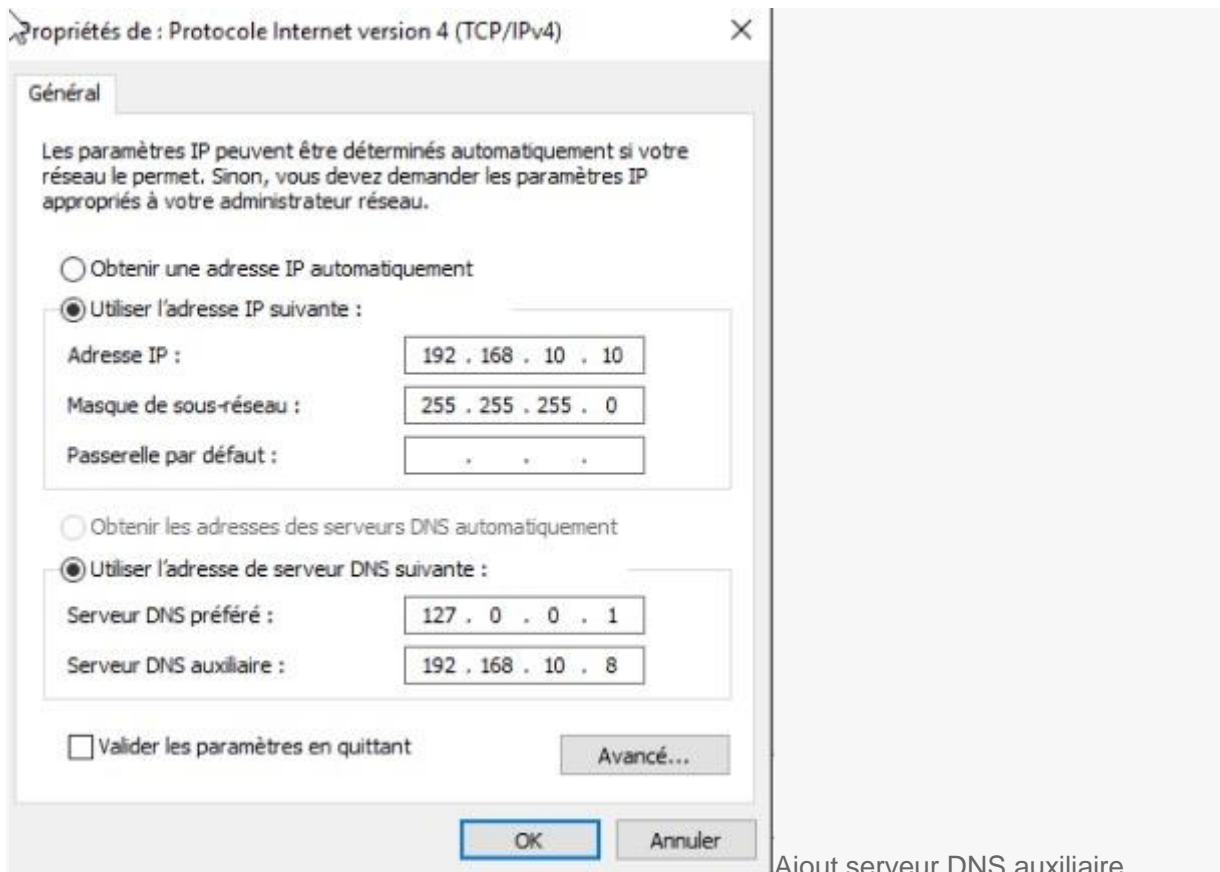 Propriétés de : Protocole Internet version 4 (TCP/IPv4)
Général
Les paramètres IP peuvent être déterminés automatiquement si votre
réseau le permet. Sinon, vous devez demander les paramètres IP
appropriés à votre administrateur réseau.
Obtenir une adresse IP automatiquement
Utiliser l'adresse IP suivante :
Adresse IP : 192 . 168 . 10 . 10
Masque de sous-réseau : 255 . 255 . 255 . 0
Passerelle par défaut : . . .
Obtenir les adresses des serveurs DNS automatiquement
Utiliser l'adresse de serveur DNS suivante :
Serveur DNS préféré : 127 . 0 . 0 . 1
Serveur DNS auxiliaire : 192 . 168 . 10 . 8
Valider les paramètres en quittant
Avancé...
OK Annuler
Ajout serveur DNS auxiliaire